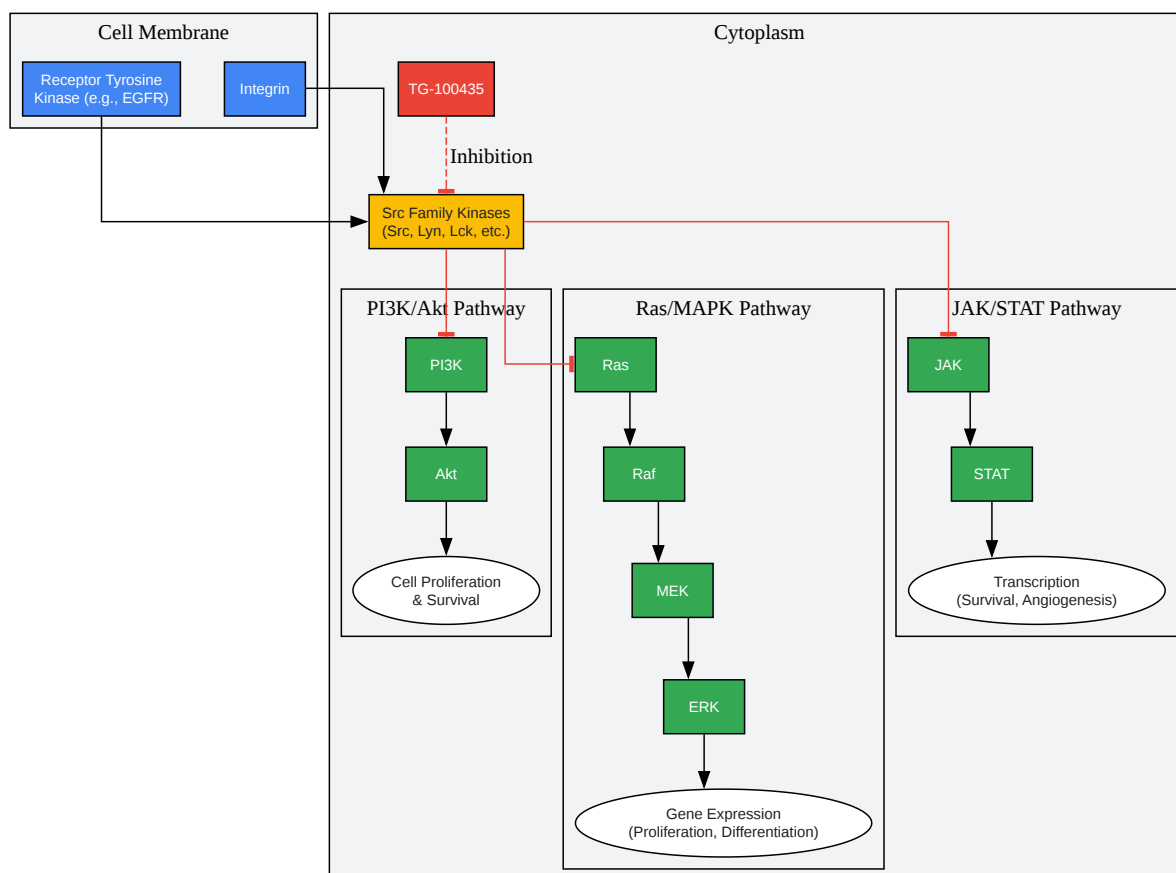 Cell Membrane
Cytoplasm
Receptor Tyrosine
Kinase (e.g., EGFR)
Integrin
TG-100435
Inhibition
Src Family Kinases
(Src, Lyn, Lck, etc.)
PI3K/Akt Pathway
Ras/MAPK Pathway
JAK/STAT Pathway
PI3K
Ras
JAK
Akt
Raf
STAT
Cell Proliferation
& Survival
MEK
Transcription
(Survival, Angiogenesis)
ERK
Gene Expression
(Proliferation, Differentiation)